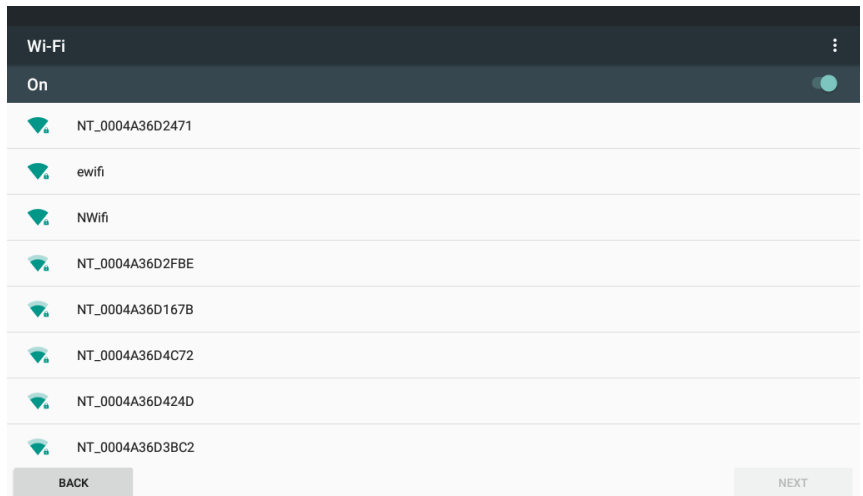 Wi-Fi
On
NT_0004A36D2471
ewifi
NWifi
NT_0004A36D2FBE
NT_0004A36D167B
NT_0004A36D4C72
NT_0004A36D424D
NT_0004A36D3BC2
BACK NEXT